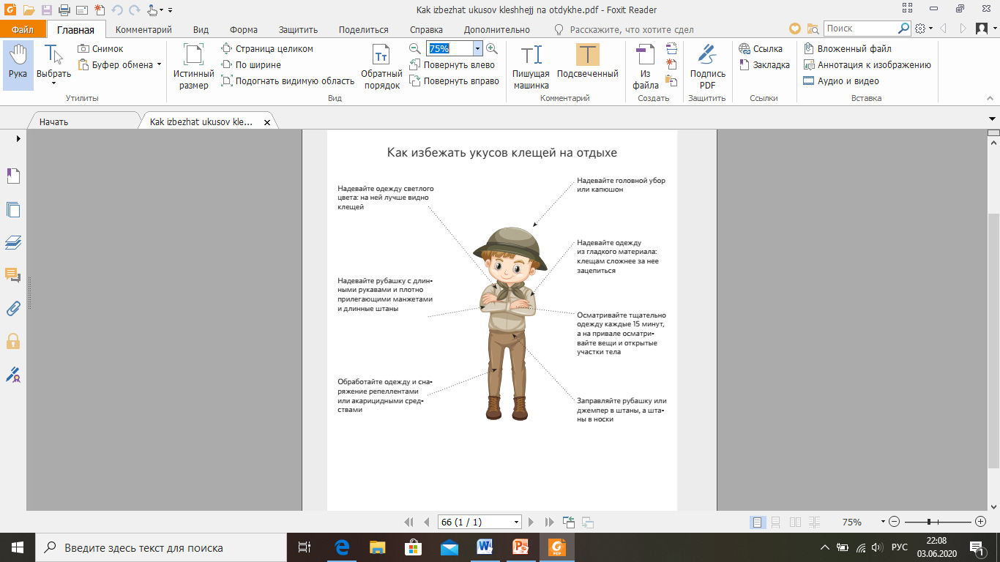 Как izbezhat ukusov kleshhejj na otdykhe.pdf - Foxit Reader
Файл
Главная
Комментарий
Вид
Форма
Защитить
Поделиться
Справка
Дополнительно
Расскажите, что хотите сдел
Поиск
Рука
Выбрать
Снимок
Буфер обмена
Утилиты
Истинный
размер
Страница целиком
По ширине
Подогнать видимую область
Обратный
порядок
75%
Повернуть влево
Повернуть вправо
Вид
Пишущая
машинка
Подсвеченный
Комментарий
Из
файла
Создать
Подпись
PDF
Защитить
Ссылка
Закладка
Ссылки
Вложенный файл
Аннотация к изображению
Аудио и видео
Вставка
Начать
Kak izbezhat ukusov kle...
Как избежать укусов клещей на отдыхе
Надевайте одежду светлого
цвета: на ней лучше видно
клещей
Надевайте головной убор
или капюшон
Надевайте одежду
из гладкого материала:
клещам сложнее за нее
зацепиться
Надевайте рубашку с длин-
ными рукавами и плотно
прилегающими манжетами
и длинные штаны
Осматривайте тщательно
одежду каждые 15 минут,
а на привале осматри-
вайте вещи и открытые
участки тела
Обработайте одежду и сна-
ряжение репеллентами
или акарицидными сред-
ствами
Заправляйте рубашку или
джемпер в штаны, а шта-
ны в носки
66 (1 / 1)
75%
Введите здесь текст для поиска
РУС
22:08
03.06.2020
1